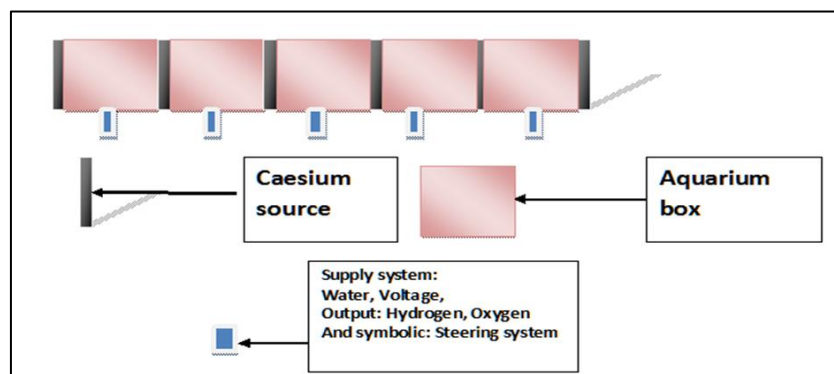 Caesium
source
Aquarium
box
Supply system:
Water, Voltage,
Output: Hydrogen, Oxygen
And symbolic: Steering system